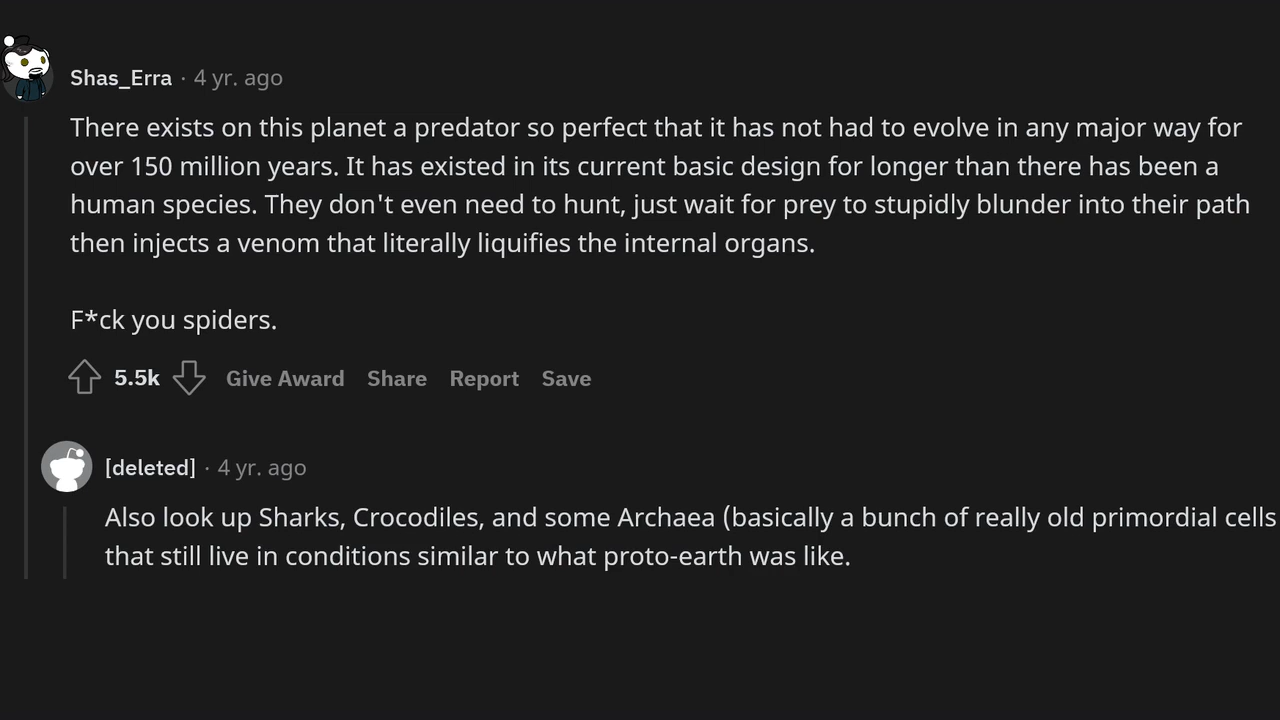 Shas_Erra · 4 yr. ago
There exists on this planet a predator so perfect that it has not had to evolve in any major way for
over 150 million years. It has existed in its current basic design for longer than there has been a
human species. They don't even need to hunt, just wait for prey to stupidly blunder into their path
then injects a venom that literally liquifies the internal organs.
F*ck you spiders.
5.5k Give Award Share Report Save
[deleted] · 4 yr. ago
Also look up Sharks, Crocodiles, and some Archaea (basically a bunch of really old primordial cells
that still live in conditions similar to what proto-earth was like.